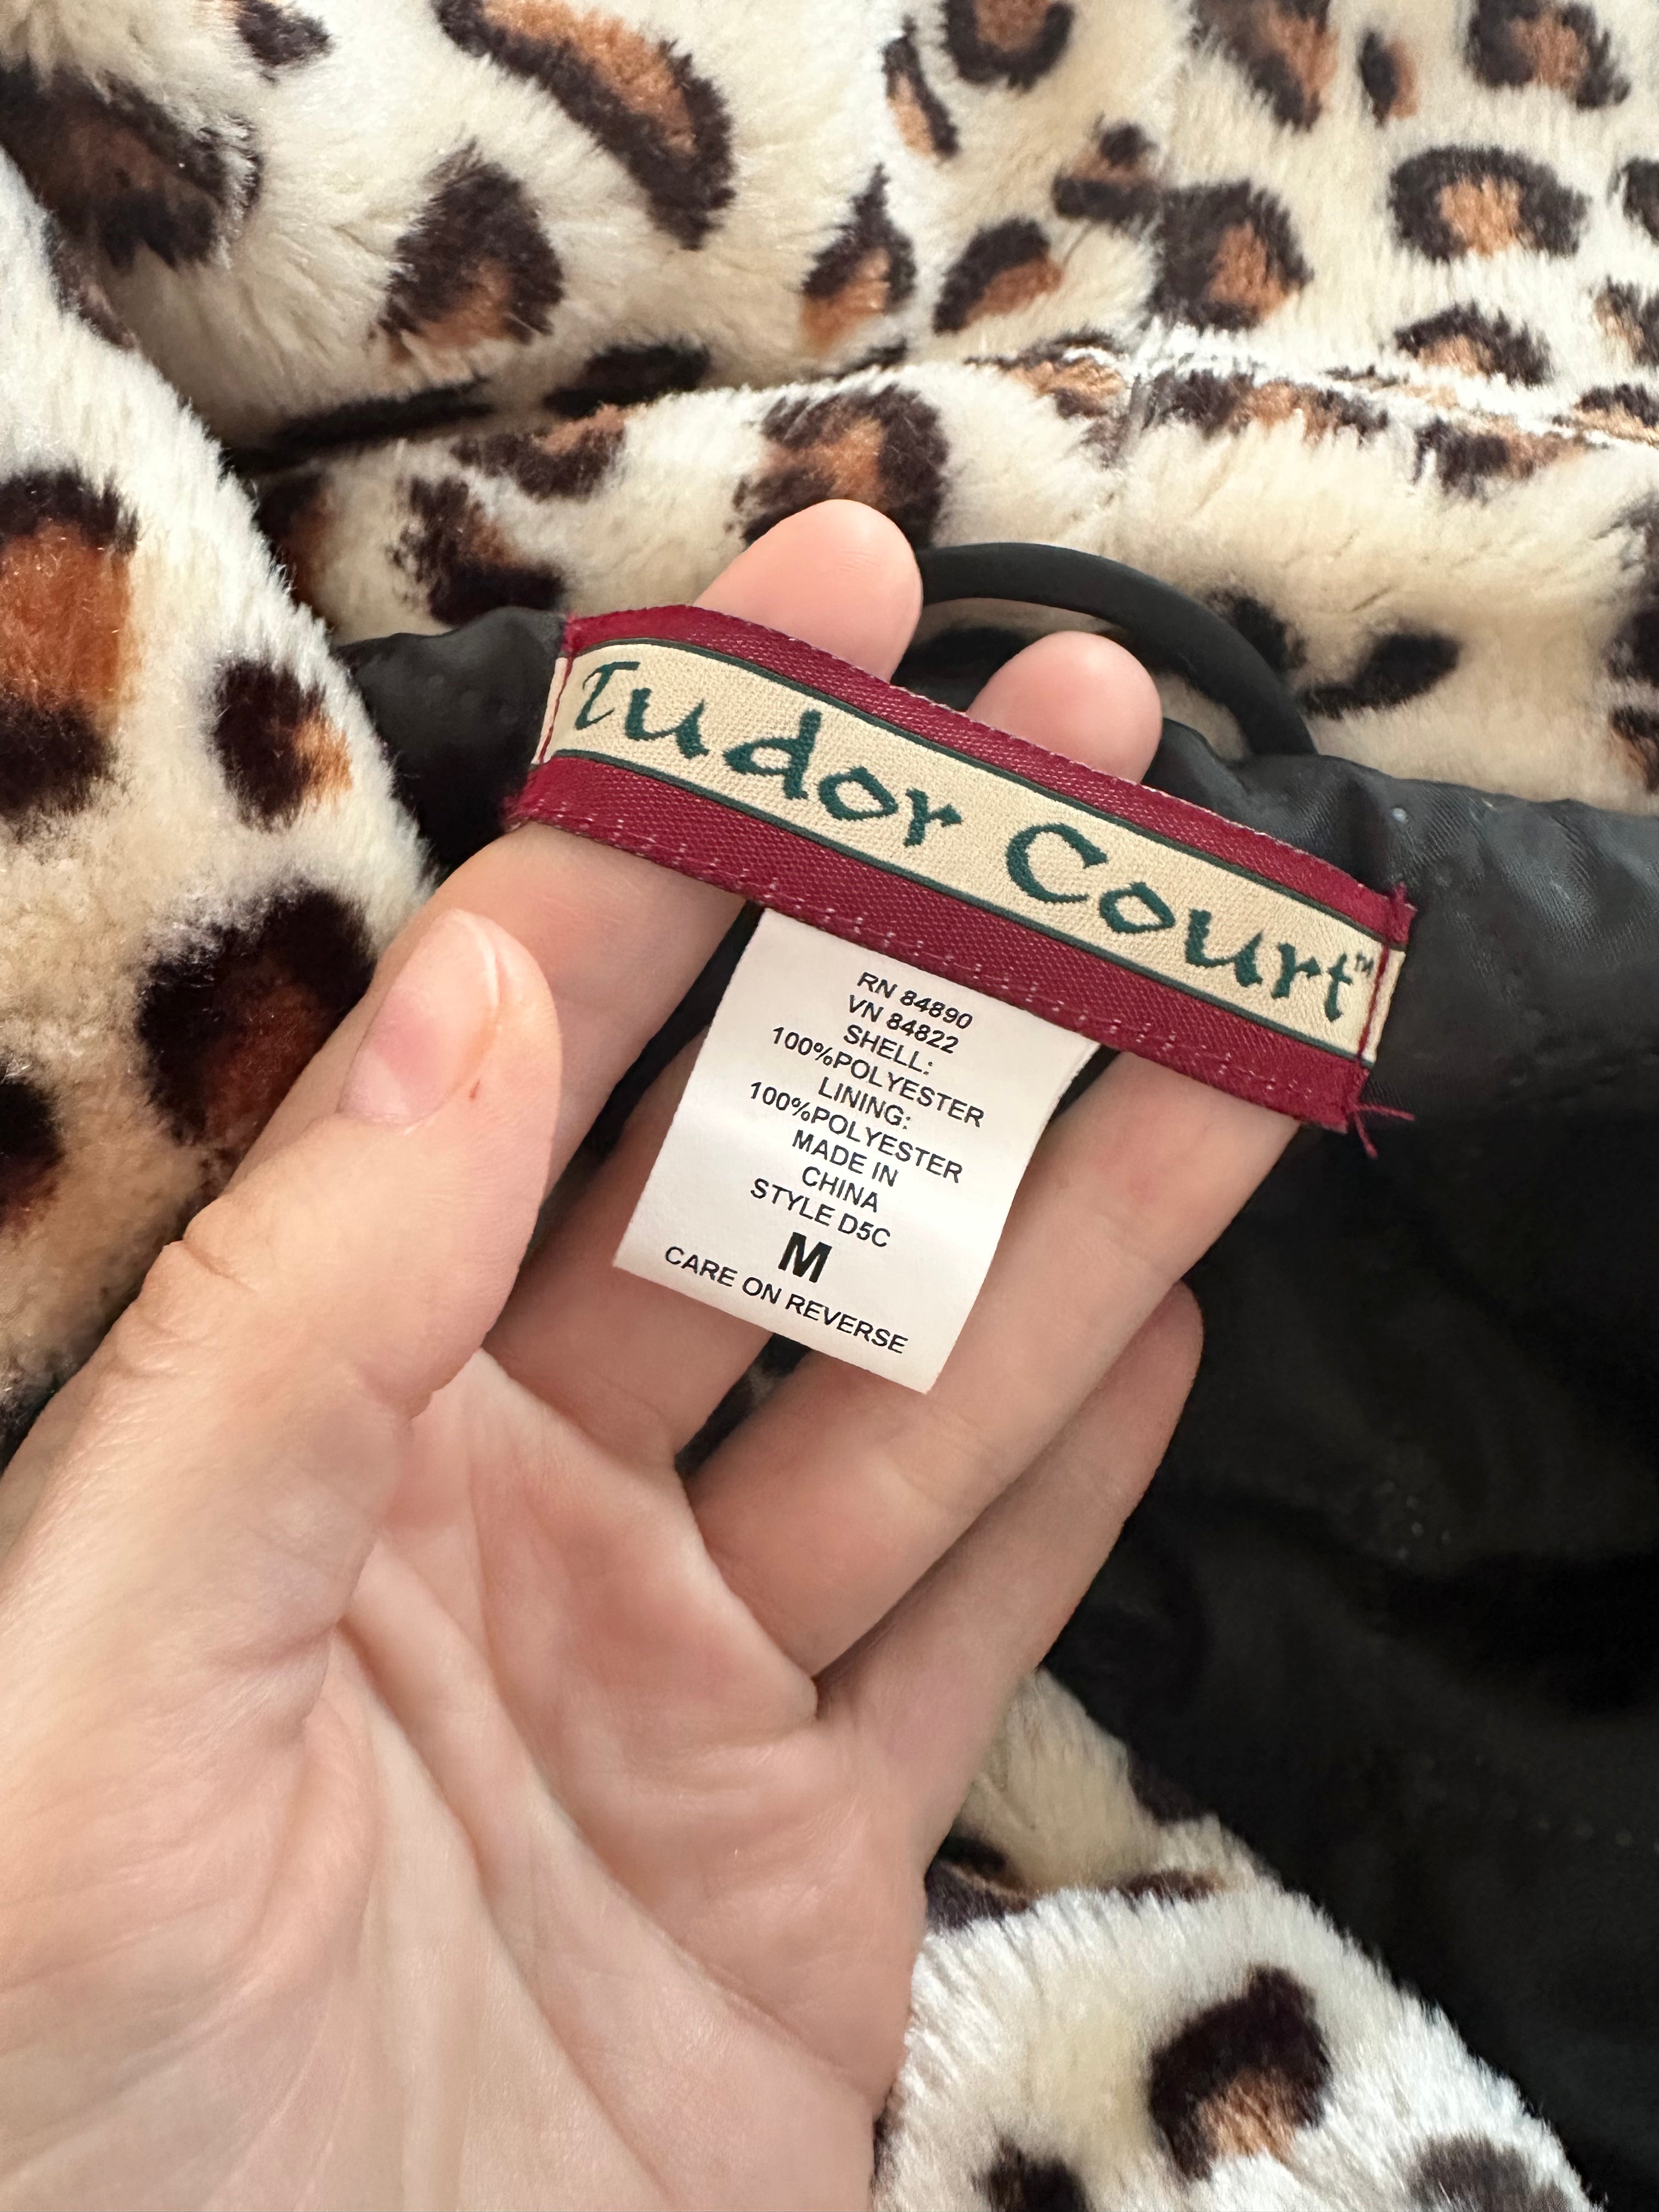 Tudor Court™
RN 84890
VN 84822
SHELL:
100%POLYESTER
LINING:
100%POLYESTER
MADE IN
CHINA
STYLE D5C
M
CARE ON REVERSE